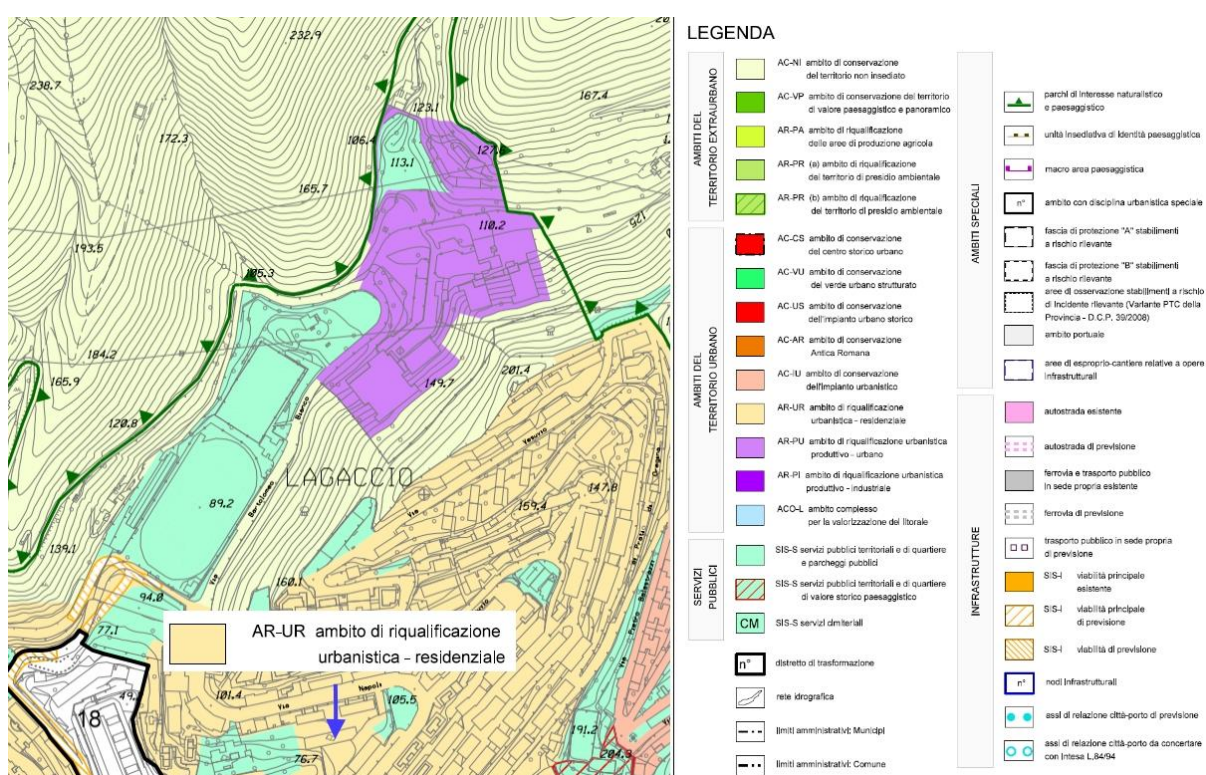 232.9
238.7
167.4
172.3
106.
113.1
127.
110.2
125
195.
105.3
184.2
201.4
165.9
LABINO
147.8
89.2
159.4
Via
139.1
160.1
94.8
Via
AR-UR ambito di riqualificazione
urbanistica - residenziale
49.
101.4
Via
105.5
18
76.
191.2
204.3
LEGENDA
AMBITI DEL
TERRITORIO EXTRAURBANO
AC-NI ambito di conservazione
del territorio non insediato
AC-VP ambito di conservazione del territorio
di valore paesaggistico e panoramico
AR-PA ambito di riqualificazione
delle aree di produzione agricola
AR-PR (a) ambito di riqualificazione
del territorio di presidio ambientale
AR-PR (b) ambito di riqualificazione
del territorio di presidio ambientale
AMBITI DEL
TERRITORIO URBANO
AC-CS ambito di conservazione
del centro storico urbano
AC-VU ambito di conservazione
del verde urbano strutturato
AC-US ambito di conservazione
dell'impianto urbano storico
AC-AR ambito di conservazione
Antica Romana
AC-IU ambito di conservazione
dell'impianto urbanistico
AR-UR ambito di riqualificazione
urbanistica - residenziale
AR-PU ambito di riqualificazione urbanistica
produttivo - urbano
AR-PI ambito di riqualificazione urbanistica
produttivo - industriale
ACO-L ambito complesso
per la valorizzazione del litorale
SERVIZI
PUBBLICI
SIS-S servizi pubblici territoriali e di quartiere
e parcheggi pubblici
SIS-S servizi pubblici territoriali e di quartiere
di valore storico paesaggistico
CM SIS-S servizi cimiteriali
n° distretto di trasformazione
rete idrografica
limiti amministrativi: Municipi
limiti amministrativi: Comune
AMBITI SPECIALI
parchi di interesse naturalistico
e paesaggistico
unità insediativa di identità paesaggistica
macro area paesaggistica
n° ambito con disciplina urbanistica speciale
fascia di protezione "A" stabilimenti
a rischio rilevante
fascia di protezione "B" stabilimenti
a rischio rilevante
aree di osservazione stabilimenti a rischio
di incidente rilevante (Variante PTC della
Provincia - D.C.P. 39/2008)
ambito portuale
aree di esproprio-cantiere relative a opere
infrastrutturali
INFRASTRUTTURE
autostrada esistente
autostrada di previsione
ferrovia e trasporto pubblico
in sede propria esistente
ferrovia di previsione
trasporto pubblico in sede propria
di previsione
SIS-I viabilità principale
esistente
SIS-I viabilità principale
di previsione
SIS-I viabilità di previsione
n° nodi infrastrutturali
assi di relazione città-porto di previsione
assi di relazione città-porto da concertare
con Intesa L.84/94